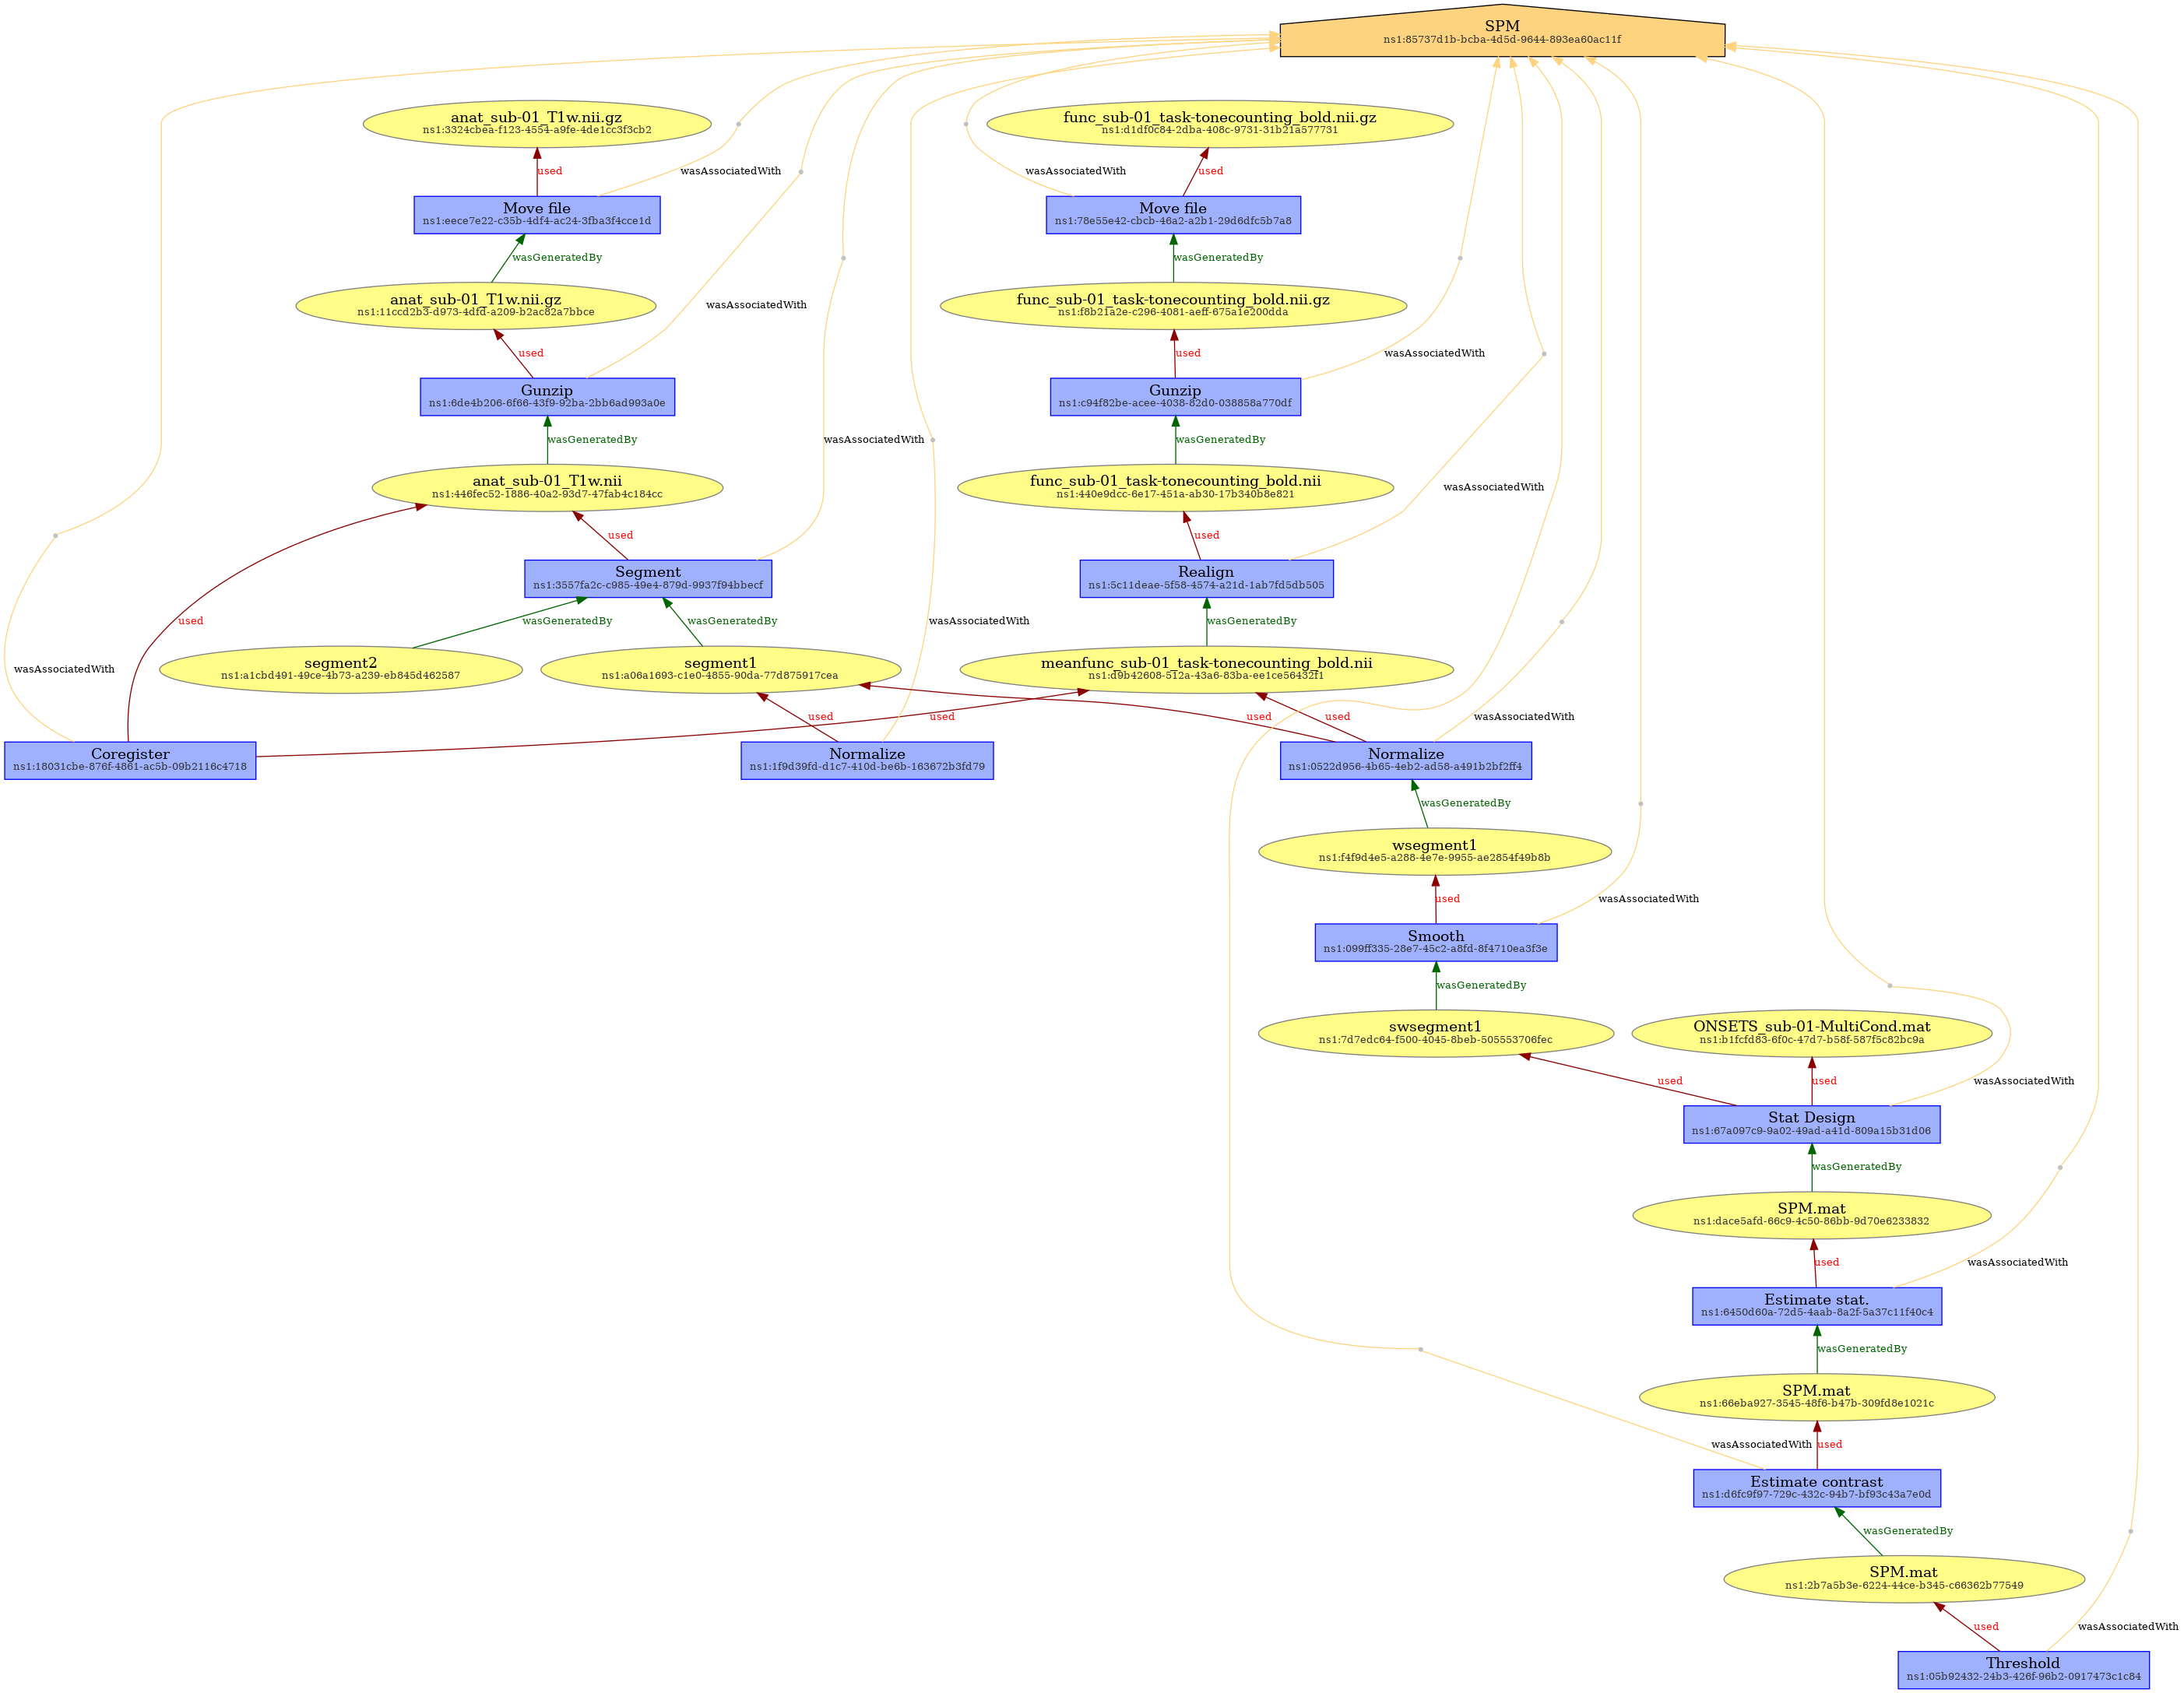 SPM
ns1:85737d1b-bcba-4d5d-9644-893ea60ac11f
anat_sub-01_T1w.nii.gz
ns1:3324cbea-f123-4554-a9fe-4de1cc3f3cb2
func_sub-01_task-tonecounting_bold.nii.gz
ns1:d1df0c84-2dba-408c-9731-31b21a577731
used
wasAssociatedWith
wasAssociatedWith
used
Move file
ns1:eece7e22-c35b-4df4-ac24-3fba3f4cce1d
Move file
ns1:78e55e42-cbcb-46a2-a2b1-29d6dfc5b7a8
wasGeneratedBy
wasGeneratedBy
anat_sub-01_T1w.nii.gz
ns1:11ccd2b3-d973-4dfd-a209-b2ac82a7bbce
wasAssociatedWith
func_sub-01_task-tonecounting_bold.nii.gz
ns1:f8b21a2e-c296-4081-aeff-675a1e200dda
used
used
wasAssociatedWith
Gunzip
ns1:6de4b206-6f66-43f9-92ba-2bb6ad993a0e
Gunzip
ns1:c94f82be-acee-4038-82d0-038858a770df
wasGeneratedBy
wasAssociatedWith
wasGeneratedBy
anat_sub-01_T1w.nii
ns1:446fec52-1886-40a2-93d7-47fab4c184cc
func_sub-01_task-tonecounting_bold.nii
ns1:440e9dcc-6e17-451a-ab30-17b340b8e821
wasAssociatedWith
used
used
Segment
ns1:3557fa2c-c985-49e4-879d-9937f94bbecf
Realign
ns1:5c11deae-5f58-4574-a21d-1ab7fd5db505
used
wasGeneratedBy
wasGeneratedBy
wasAssociatedWith
wasGeneratedBy
wasAssociatedWith
segment2
ns1:a1cbd491-49ce-4b73-a239-eb845d462587
segment1
ns1:a06a1693-c1e0-4855-90da-77d875917cea
meanfunc_sub-01_task-tonecounting_bold.nii
ns1:d9b42608-512a-43a6-83ba-ee1ce56432f1
used
used
used
used
wasAssociatedWith
Coregister
ns1:18031cbe-876f-4861-ac5b-09b2116c4718
Normalize
ns1:1f9d39fd-d1c7-410d-be6b-163672b3fd79
Normalize
ns1:0522d956-4b65-4eb2-ad58-a491b2bf2ff4
wasGeneratedBy
wsegment1
ns1:f4f9d4e5-a288-4e7e-9955-ae2854f49b8b
used
wasAssociatedWith
Smooth
ns1:099ff335-28e7-45c2-a8fd-8f4710ea3f3e
wasGeneratedBy
swsegment1
ns1:7d7edc64-f500-4045-8beb-505553706fec
ONSETS_sub-01-MultiCond.mat
ns1:b1fcfd83-6f0c-47d7-b58f-587f5c82bc9a
used
used
wasAssociatedWith
Stat Design
ns1:67a097c9-9a02-49ad-a41d-809a15b31d06
wasGeneratedBy
SPM.mat
ns1:dace5afd-66c9-4c50-86bb-9d70e6233832
used
wasAssociatedWith
Estimate stat.
ns1:6450d60a-72d5-4aab-8a2f-5a37c11f40c4
wasGeneratedBy
SPM.mat
ns1:66eba927-3545-48f6-b47b-309fd8e1021c
wasAssociatedWith
used
Estimate contrast
ns1:d6fc9f97-729c-432c-94b7-bf93c43a7e0d
wasGeneratedBy
SPM.mat
ns1:2b7a5b3e-6224-44ce-b345-c66362b77549
used
wasAssociatedWith
Threshold
ns1:05b92432-24b3-426f-96b2-0917473c1c84